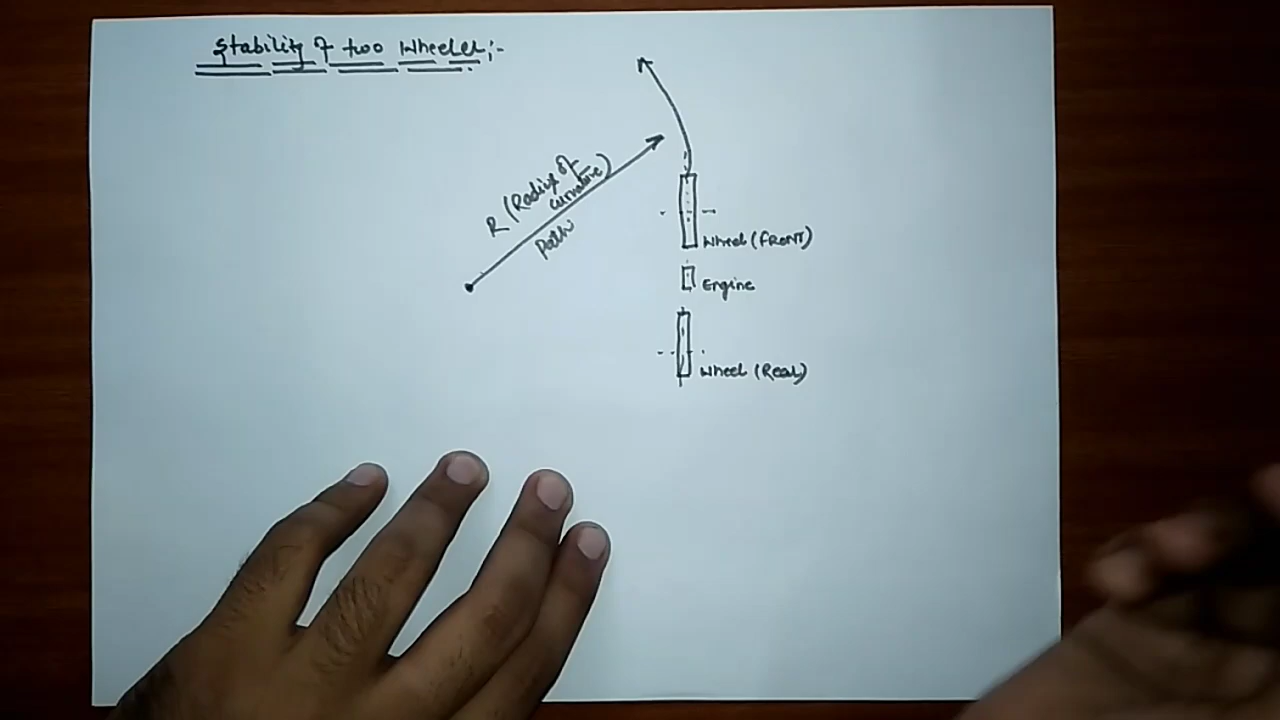 Stability of two Wheeler:-
R (Radius of
curvature)
Path
Wheel (FRONT)
Engine
Wheel (Rear)